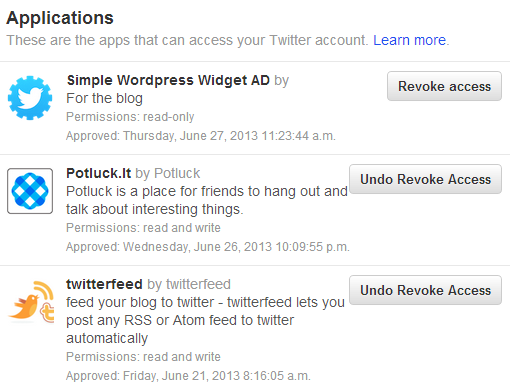 Applications
These are the apps that can access your Twitter account. Learn more.
Simple Wordpress Widget AD by
Revoke access
For the blog
Permissions: read-only
Approved: Thursday, June 27, 2013 11:23:44 a.m.
Potluck.It by Potluck
Undo Revoke Access
Potluck is a place for friends to hang out and
talk about interesting things.
Permissions: read and write
Approved: Wednesday, June 26, 2013 10:09:55 p.m.
twitterfeed by twitterfeed
Undo Revoke Access
feed your blog to twitter - twitterfeed lets you
post any RSS or Atom feed to twitter
automatically
Permissions: read and write
Approved: Friday, June 21, 2013 8:16:05 a.m.